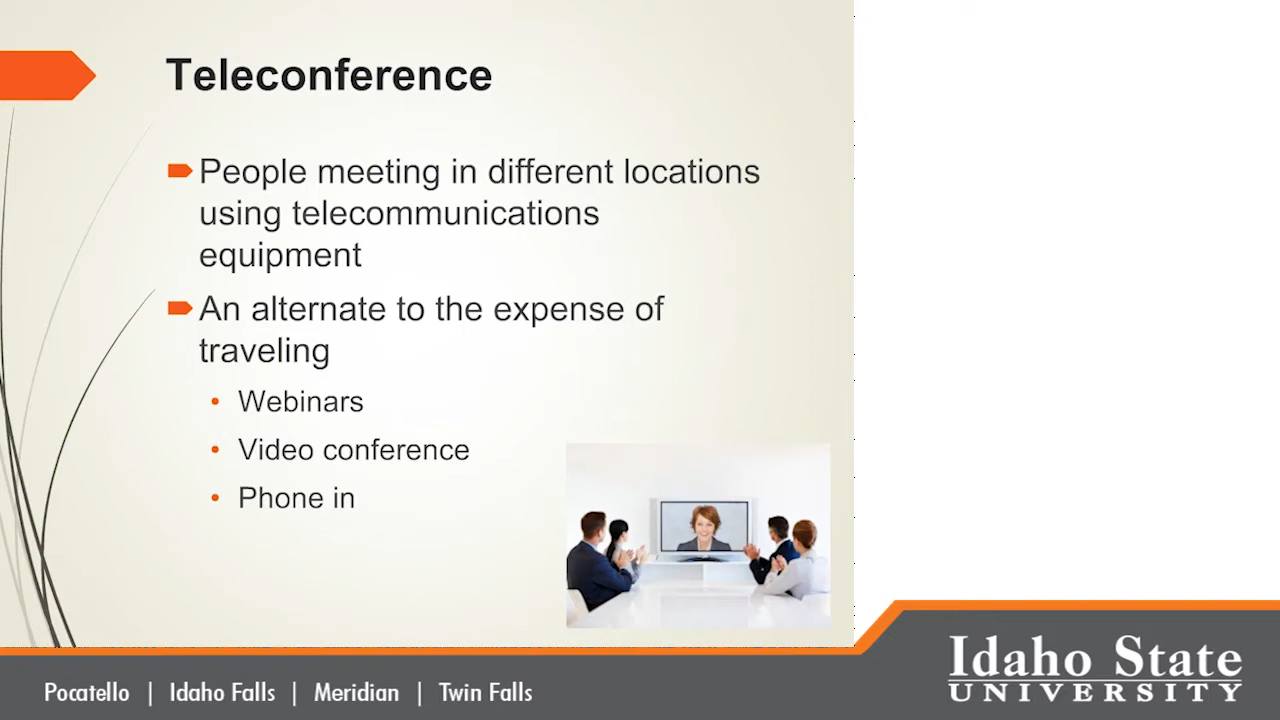 Teleconference
People meeting in different locations
using telecommunications
equipment
An alternate to the expense of
traveling
• Webinars
• Video conference
• Phone in
Pocatello | Idaho Falls | Meridian | Twin Falls
Idaho State
UNIVERSITY